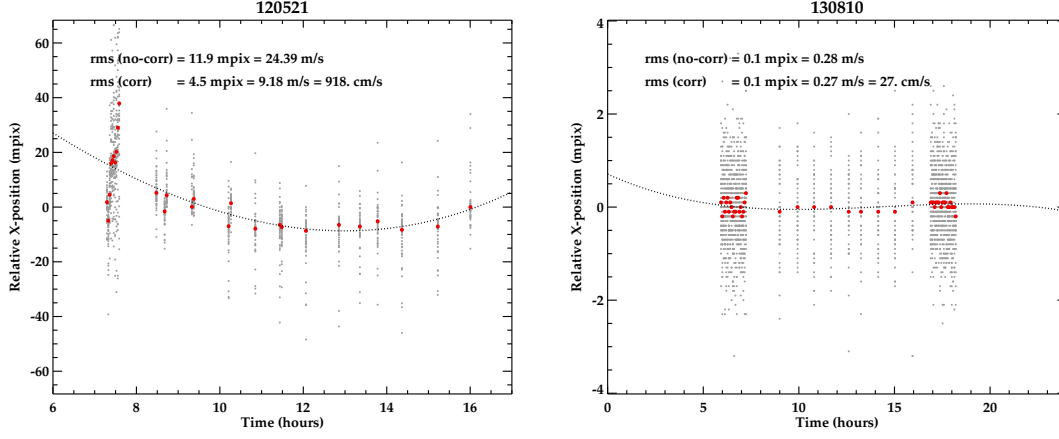 120521
rms (no-corr) = 11.9 mpix = 24.39 m/s
rms (corr) = 4.5 mpix = 9.18 m/s = 918. cm/s
Relative X-position (mpix)
60
40
20
0
-20
-40
-60
6 8 10 12 14 16
Time (hours)
130810
rms (no-corr) = 0.1 mpix = 0.28 m/s
rms (corr) = 0.1 mpix = 0.27 m/s = 27. cm/s
Relative X-position (mpix)
4
2
0
-2
-4
0 5 10 15 20
Time (hours)